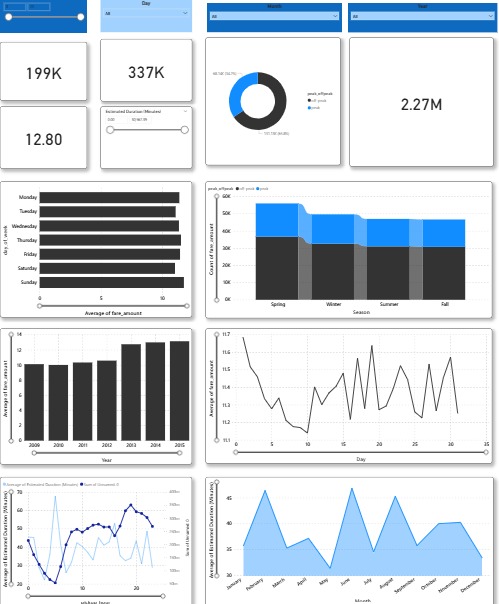 Day
Month
Year
All
All
All
199K
337K
12.80
Estimated Duration (Minutes)
0.00
peak_offpeak
off peak
peak
2.27M
day_of_week
Monday
Tuesday
Wednesday
Thursday
Friday
Saturday
Sunday
0
5
10
Average of fare_amount
peak_offpeak
off peak
peak
Count of fare_amount
60K
50K
40K
30K
20K
10K
0K
Spring
Winter
Summer
Fall
Season
Average of fare_amount
14
12
10
8
6
4
2
0
2009
2010
2011
2012
2013
2014
2015
Year
Average of fare_amount
11.7
11.6
11.5
11.4
11.3
11.2
11.1
0
5
10
15
20
25
30
35
Day
Average of Estimated Duration (Minutes)
Sum of Unnamed: 0
Average of Estimated Duration (Minutes)
70
60
50
40
30
20
0
10
20
Sum of Unnamed: 0
pickup_hour
Average of Estimated Duration (Minutes)
45
40
35
30
January
February
March
April
May
June
July
August
September
October
November
December
Month